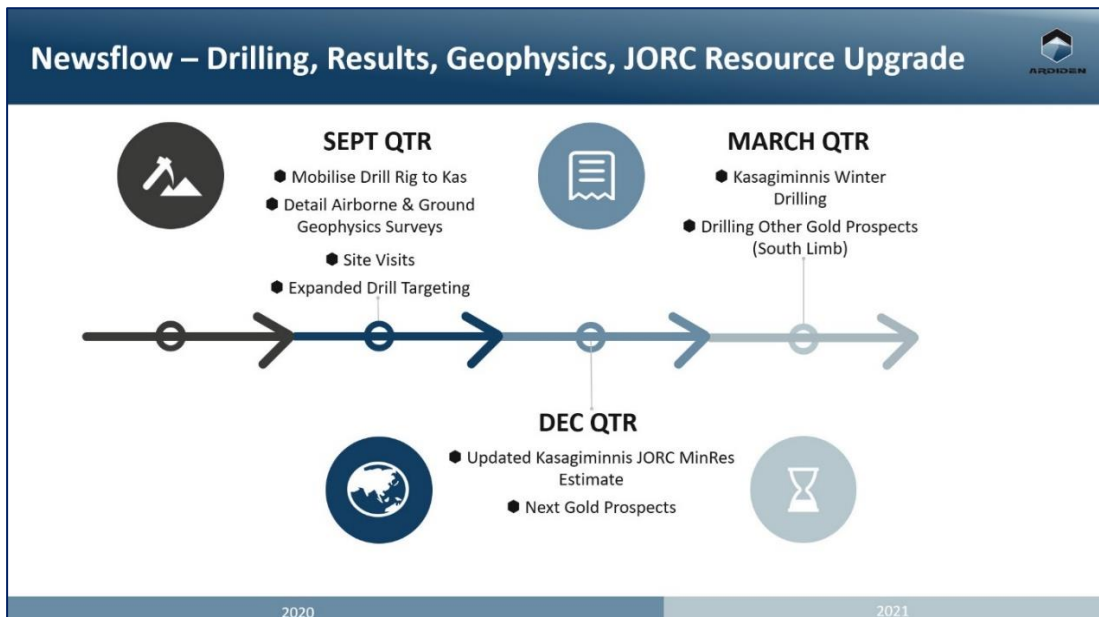 Newsflow – Drilling, Results, Geophysics, JORC Resource Upgrade
ARDIDEN
SEPT QTR
Mobilise Drill Rig to Kas
Detail Airborne & Ground
Geophysics Surveys
Site Visits
Expanded Drill Targeting
MARCH QTR
Kasagiminnis Winter
Drilling
Drilling Other Gold Prospects
(South Limb)
DEC QTR
Updated Kasagiminnis JORC MinRes
Estimate
Next Gold Prospects
2020
2021